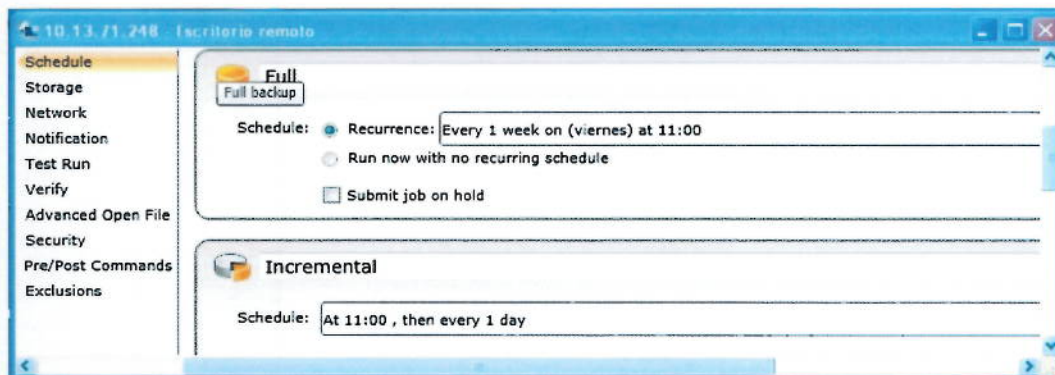 10.13.71.248 - Escritorio remoto
Schedule
Storage
Network
Notification
Test Run
Verify
Advanced Open File
Security
Pre/Post Commands
Exclusions
Full
Full backup
Schedule: Recurrence: Every 1 week on (viernes) at 11:00
Run now with no recurring schedule
Submit job on hold
Incremental
Schedule: At 11:00 , then every 1 day